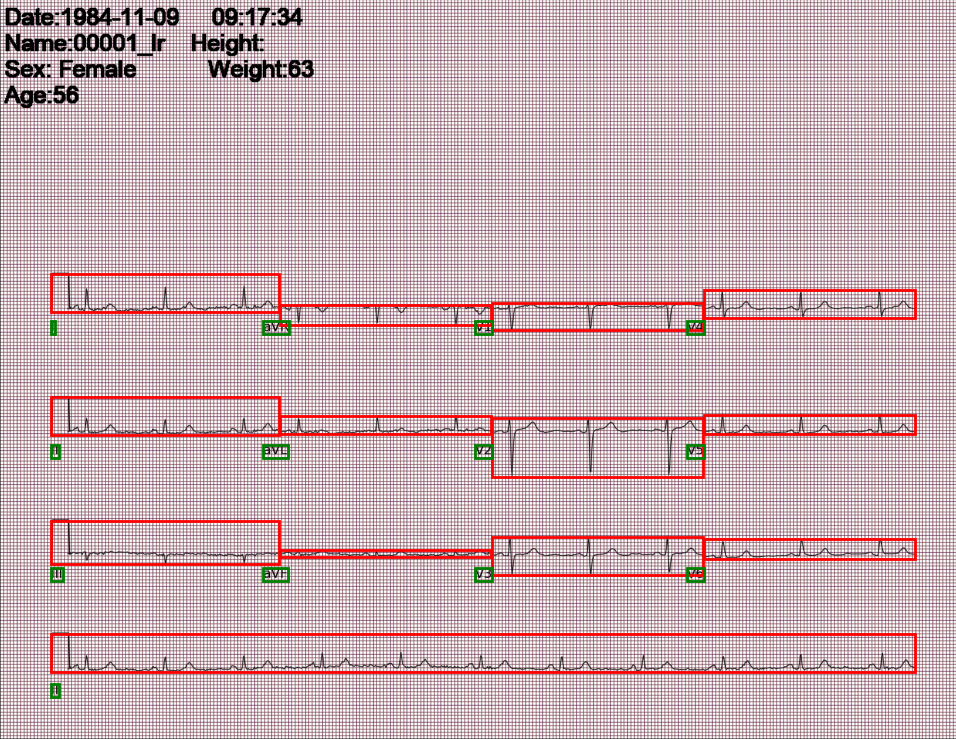 Date:1984-11-09 09:17:34
Name:00001_lr Height:
Sex: Female Weight:63
Age:56
I aVR V1 V4
II aVL V2 V5
III aVF V3 V6
II